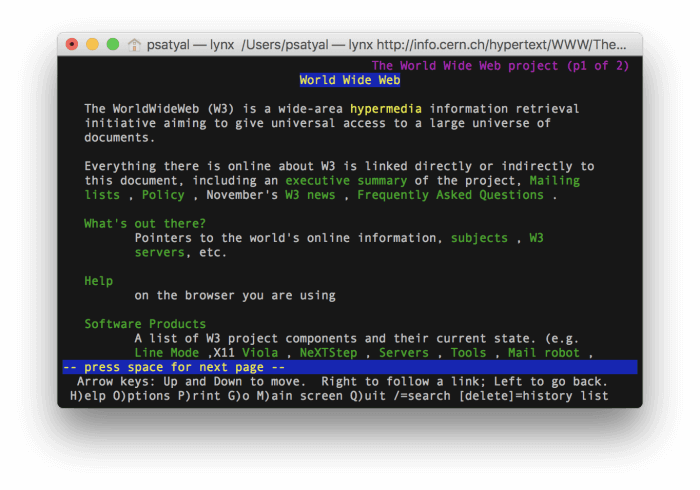 psatyal — lynx /Users/psatyal — lynx http://info.cern.ch/hypertext/WWW/The...
The World Wide Web project (p1 of 2)
World Wide Web
The WorldWideWeb (W3) is a wide-area hypermedia information retrieval
initiative aiming to give universal access to a large universe of
documents.
Everything there is online about W3 is linked directly or indirectly to
this document, including an executive summary of the project, Mailing
lists , Policy , November's W3 news , Frequently Asked Questions .
What's out there?
Pointers to the world's online information, subjects , W3
servers, etc.
Help
on the browser you are using
Software Products
A list of W3 project components and their current state. (e.g.
Line Mode ,X11 Viola , NeXTStep , Servers , Tools , Mail robot ,
-- press space for next page --
Arrow keys: Up and Down to move. Right to follow a link; Left to go back.
H)elp O)ptions P)rint G)o M)ain screen Q)uit /=search [delete]=history list